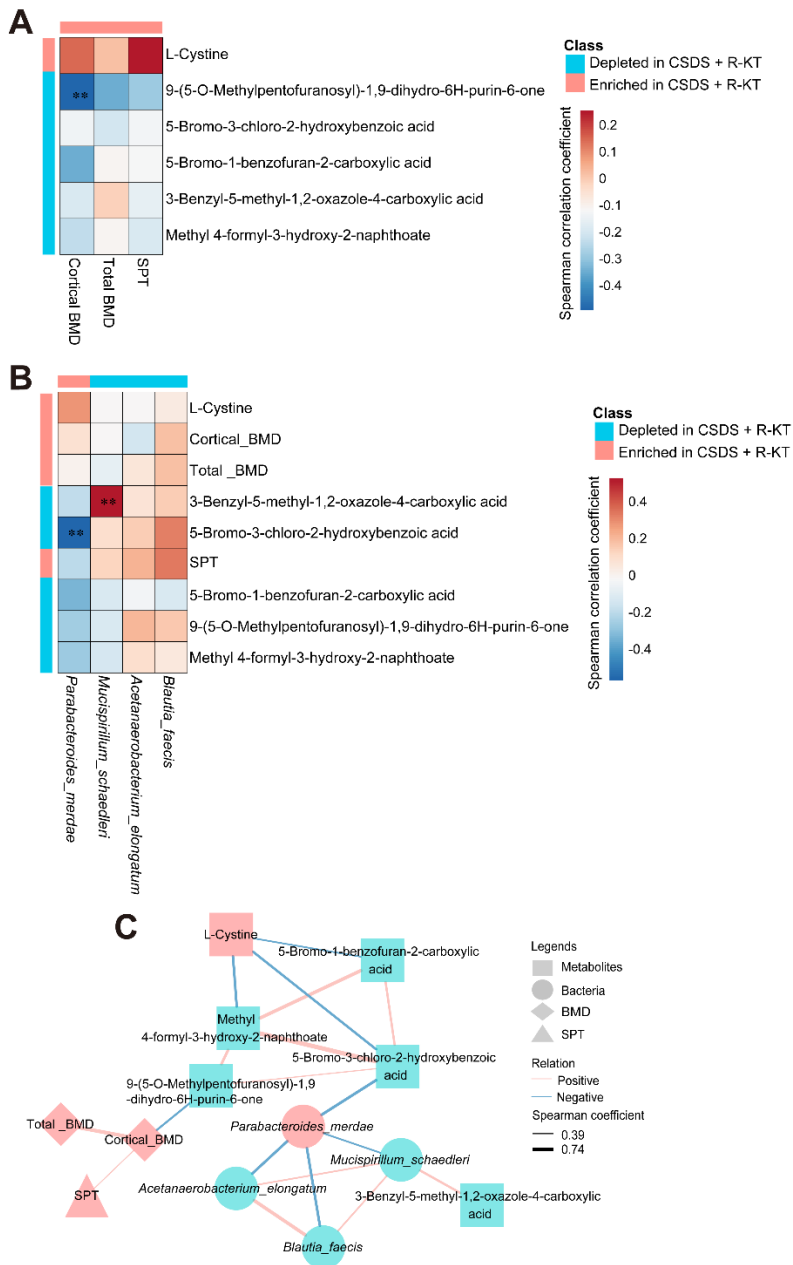 A
L-Cystine
9-(5-O-Methylpentofuranosyl)-1,9-dihydro-6H-purin-6-one
**
5-Bromo-3-chloro-2-hydroxybenzoic acid
5-Bromo-1-benzofuran-2-carboxylic acid
3-Benzyl-5-methyl-1,2-oxazole-4-carboxylic acid
Methyl 4-formyl-3-hydroxy-2-naphthoate
Cortical BMD
Total BMD
SPT
Class
Depleted in CSDS + R-KT
Enriched in CSDS + R-KT
Spearman correlation coefficient
0.2
0.1
0
-0.1
-0.2
-0.3
-0.4
B
L-Cystine
Cortical_BMD
Total _BMD
3-Benzyl-5-methyl-1,2-oxazole-4-carboxylic acid
**
5-Bromo-3-chloro-2-hydroxybenzoic acid
**
SPT
5-Bromo-1-benzofuran-2-carboxylic acid
9-(5-O-Methylpentofuranosyl)-1,9-dihydro-6H-purin-6-one
Methyl 4-formyl-3-hydroxy-2-naphthoate
Parabacteroides_merdae
Mucispirillum_schaedleri
Acetanaerobacterium_elongatum
Blautia_faecis
Class
Depleted in CSDS + R-KT
Enriched in CSDS + R-KT
Spearman correlation coefficient
0.4
0.2
0
-0.2
-0.4
C
L-Cystine
5-Bromo-1-benzofuran-2-carboxylic
acid
Methyl
4-formyl-3-hydroxy-2-naphthoate
5-Bromo-3-chloro-2-hydroxybenzoic
acid
9-(5-O-Methylpentofuranosyl)-1,9
-dihydro-6H-purin-6-one
Total _BMD
Cortical_BMD
SPT
Parabacteroides_merdae
Mucispirillum_schaedleri
Acetanaerobacterium_elongatum
3-Benzyl-5-methyl-1,2-oxazole-4-carboxylic
acid
Blautia_faecis
Legends
Metabolites
Bacteria
BMD
SPT
Relation
Positive
Negative
Spearman coefficient
0.39
0.74